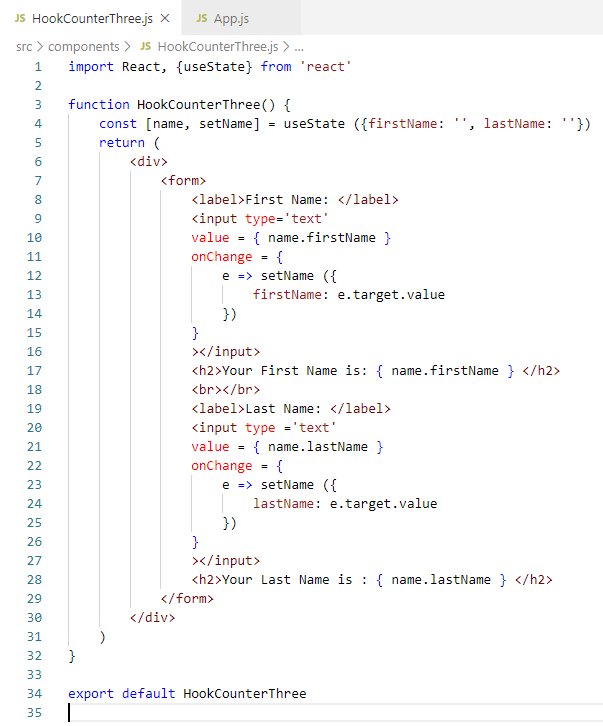 JS HookCounterThree.js × JS App.js
src > components > JS HookCounterThree.js > ...
1 import React, {useState} from 'react'
2
3 function HookCounterThree() {
4     const [name, setName] = useState ({firstName: '', lastName: ''})
5     return (
6         <div>
7             <form>
8                 <label>First Name: </label>
9                 <input type='text'
10                 value = { name.firstName }
11                 onChange = {
12                     e => setName ({
13                         firstName: e.target.value
14                     })
15                 }
16                 ></input>
17                 <h2>Your First Name is: { name.firstName } </h2>
18                 <br></br>
19                 <label>Last Name: </label>
20                 <input type ='text'
21                 value = { name.lastName }
22                 onChange = {
23                     e => setName ({
24                         lastName: e.target.value
25                     })
26                 }
27                 ></input>
28                 <h2>Your Last Name is : { name.lastName } </h2>
29             </form>
30         </div>
31     )
32 }
33
34 export default HookCounterThree
35